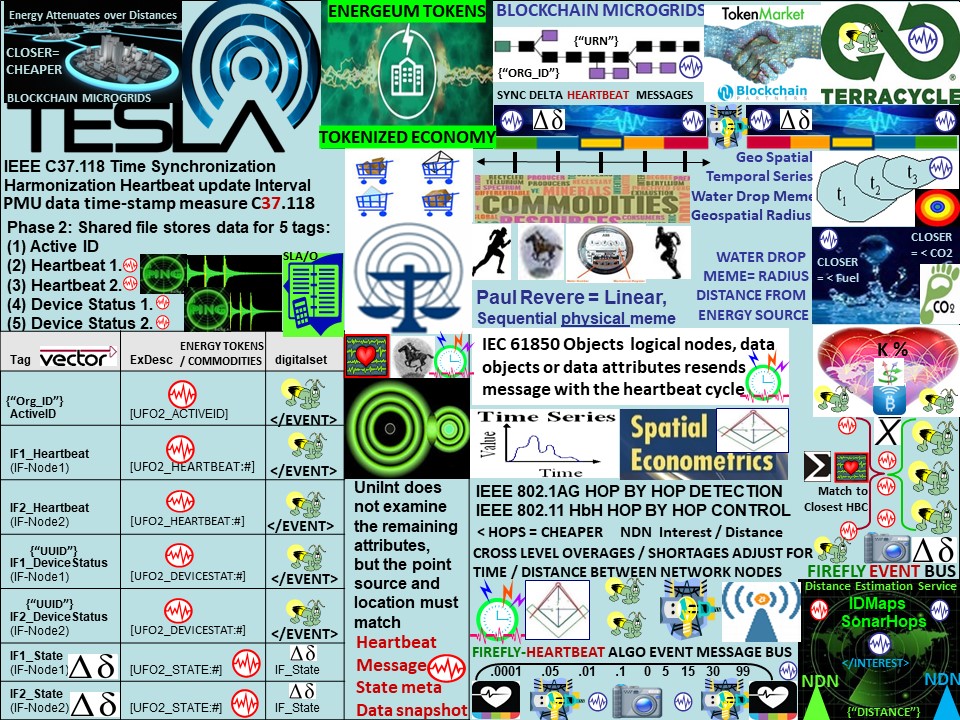 Energy Attenuates over Distances
CLOSER=
CHEAPER
BLOCKCHAIN MICROGRIDS
TESLA
ENERGEUM TOKENS
TOKENIZED ECONOMY
BLOCKCHAIN MICROGRIDS
{“URN”}
{“ORG_ID”}
SYNC DELTA HEARTBEAT MESSAGES
TokenMarket
Blockchain
PARTNERS
TERRACYCLE
Δδ
Δδ
IEEE C37.118 Time Synchronization
Harmonization Heartbeat update Interval
PMU data time-stamp measure C37.118
Phase 2: Shared file stores data for 5 tags:
(1) Active ID
(2) Heartbeat 1.
(3) Heartbeat 2.
(4) Device Status 1.
(5) Device Status 2.
MNG
MNG
SLA/O
COMMODITIES
RESOURCES
Geo Spatial
Temporal Series
Water Drop Meme
Geospatial Radius
t1
t2
t3
Paul Revere = Linear,
Sequential physical meme
WATER DROP
MEME= RADIUS
DISTANCE FROM
ENERGY SOURCE
CLOSER
= < Fuel
CLOSER
= < CO2
CO2
Tag vector
ExDesc
ENERGY TOKENS
/ COMMODITIES
digitalset
{“Org_ID”}
ActiveID
[UFO2_ACTIVEID]
</EVENT>
IF1_Heartbeat
(IF-Node1)
[UFO2_HEARTBEAT:#]
</EVENT>
IF2_Heartbeat
(IF-Node2)
[UFO2_HEARTBEAT:#]
</EVENT>
{“UUID”}
IF1_DeviceStatus
(IF-Node1)
[UFO2_DEVICESTAT:#]
</EVENT>
{“UUID”}
IF2_DeviceStatus
(IF-Node2)
[UFO2_DEVICESTAT:#]
</EVENT>
IF1_State
(IF-Node1) Δδ
[UFO2_STATE:#]
Δδ
IF_State
IF2_State
(IF-Node2) Δδ
[UFO2_STATE:#]
Δδ
IF_State
UniInt does
not examine
the remaining
attributes,
but the point
source and
location must
match
Heartbeat
Message
State meta
Data snapshot
IEC 61850 Objects logical nodes, data
objects or data attributes resends
message with the heartbeat cycle
Time Series
Value
Time
Spatial
Econometrics
IEEE 802.1AG HOP BY HOP DETECTION
IEEE 802.11 HbH HOP BY HOP CONTROL
< HOPS = CHEAPER NDN Interest / Distance
CROSS LEVEL OVERAGES / SHORTAGES ADJUST FOR
TIME / DISTANCE BETWEEN NETWORK NODES
FIREFLY-HEARTBEAT ALGO EVENT MESSAGE BUS
.0001 .05 .01 .1 0 5 15 30 99
K %
X
Σ
Match to
Closest HBC
Δδ
FIREFLY EVENT BUS
Distance Estimation Service
IDMaps
SonarHops
</INTEREST>
NDN
NDN
{“DISTANCE”}